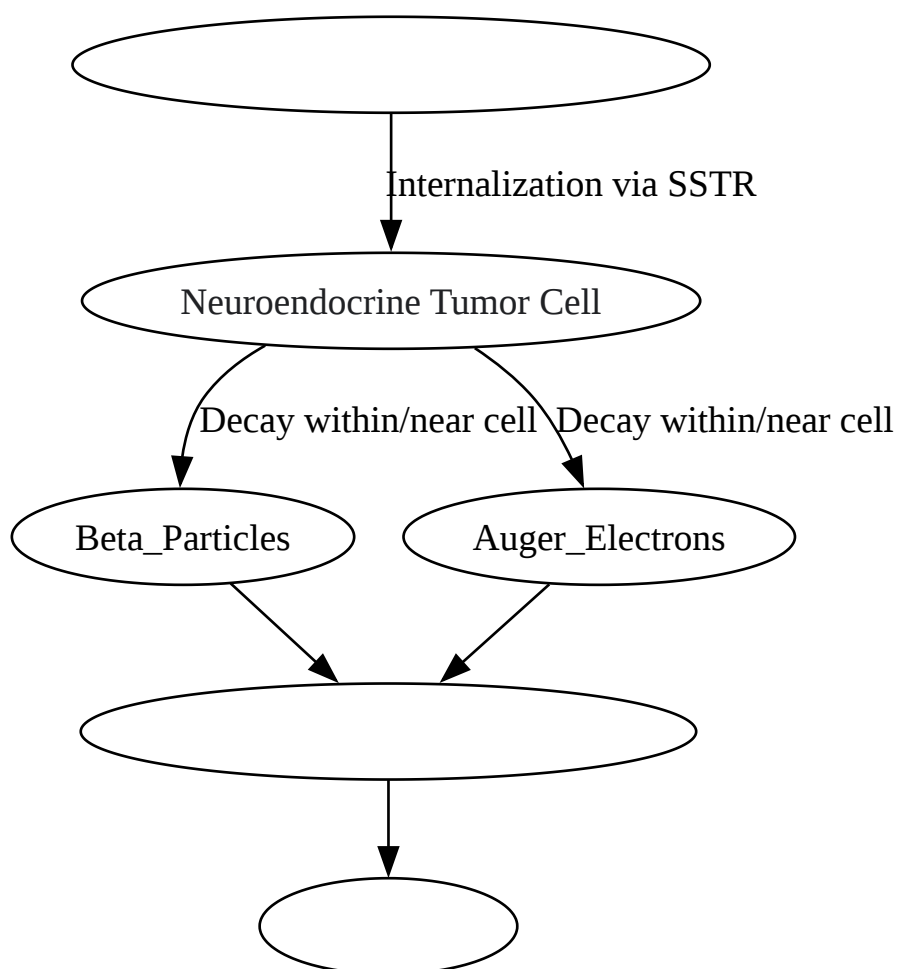 Internalization via SSTR
Neuroendocrine Tumor Cell
Decay within/near cell
Decay within/near cell
Beta_Particles
Auger_Electrons